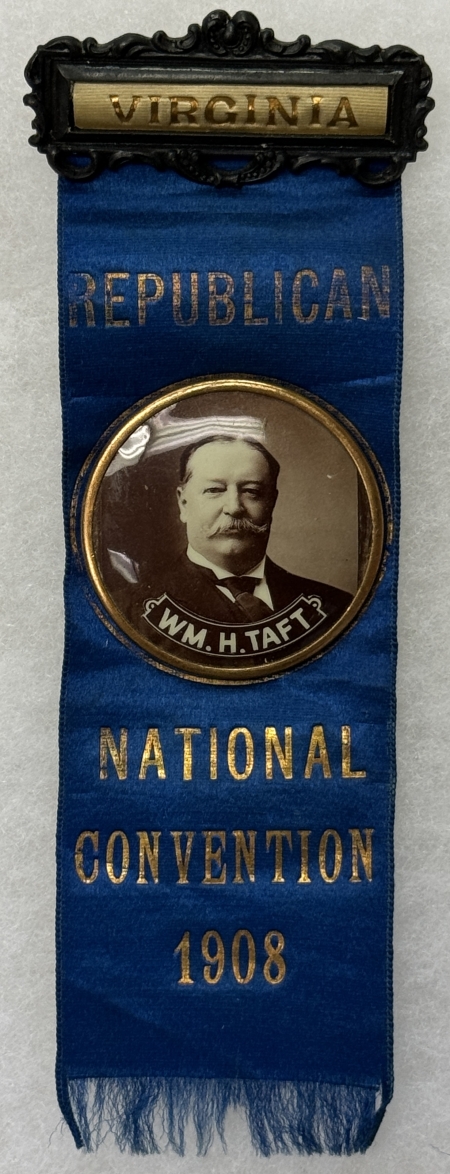 VIRGINIA
REPUBLICAN
WM. H. TAFT
NATIONAL
CONVENTION
1908